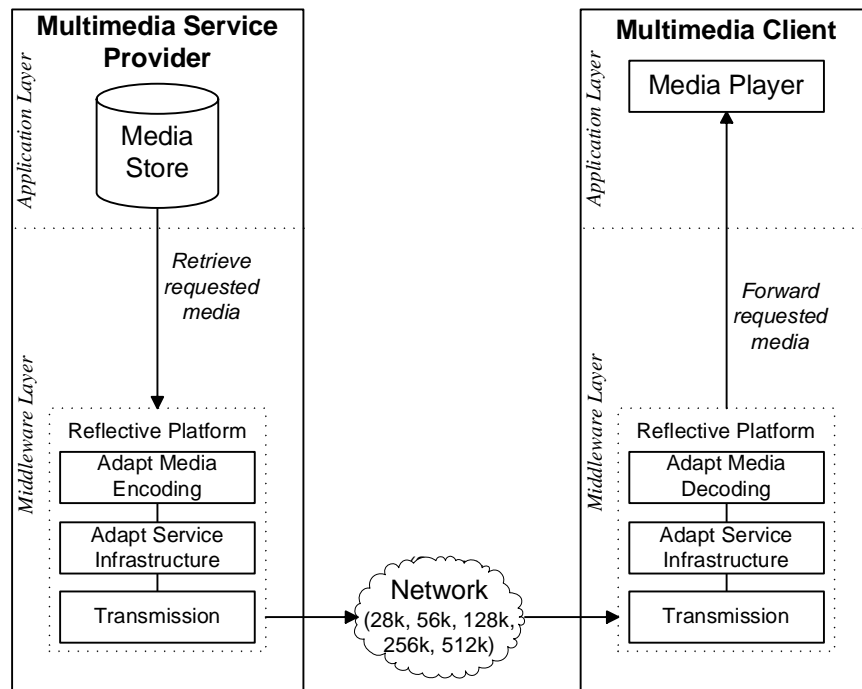 Multimedia Service
Provider
Application Layer
Media
Store
Retrieve
requested
media
Middleware Layer
Reflective Platform
Adapt Media
Encoding
Adapt Service
Infrastructure
Transmission
Network
(28k, 56k, 128k,
256k, 512k)
Multimedia Client
Application Layer
Media Player
Forward
requested
media
Middleware Layer
Reflective Platform
Adapt Media
Decoding
Adapt Service
Infrastructure
Transmission